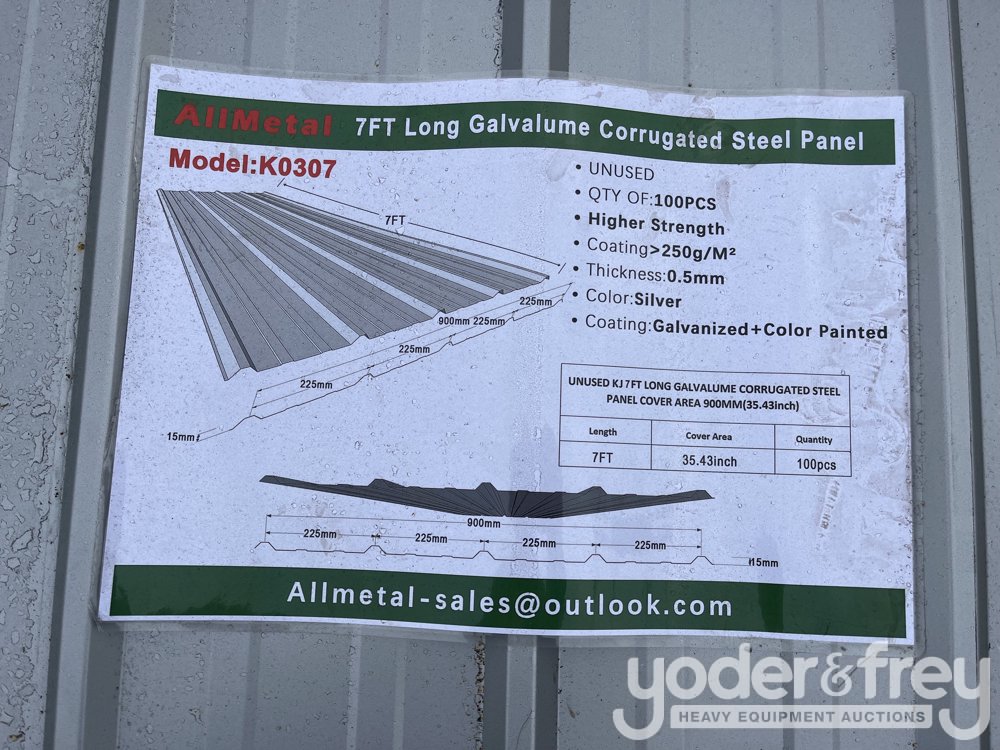 AllMetal 7FT Long Galvalume Corrugated Steel Panel
Model:K0307
• UNUSED
• QTY OF:100PCS
• Higher Strength
• Coating>250g/M²
• Thickness:0.5mm
• Color:Silver
• Coating:Galvanized+Color Painted
7FT
225mm
900mm 225mm
225mm
225mm
15mm
UNUSED KJ 7FT LONG GALVALUME CORRUGATED STEEL
PANEL COVER AREA 900MM(35.43inch)
Length Cover Area Quantity
7FT 35.43inch 100pcs
900mm
225mm 225mm 225mm 225mm
15mm
Allmetal-sales@outlook.com
yoder&frey
HEAVY EQUIPMENT AUCTIONS